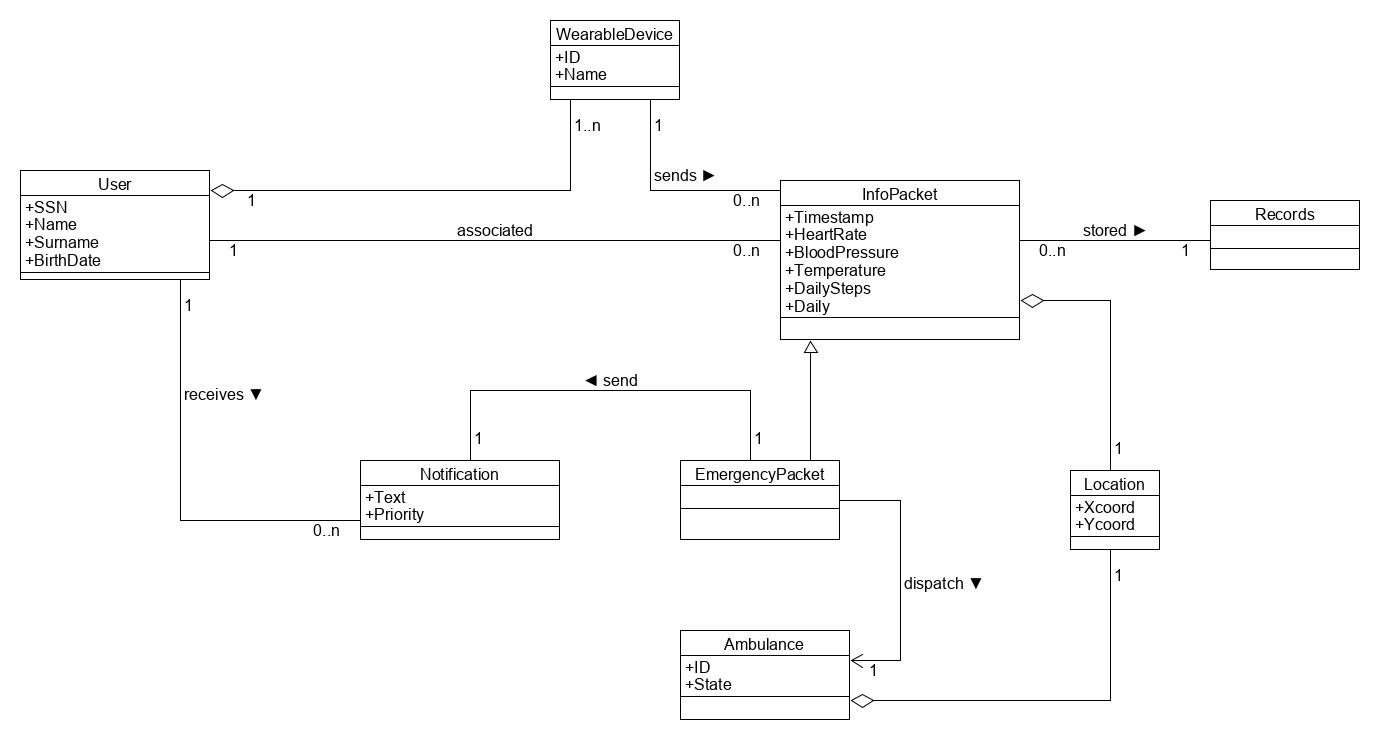 WearableDevice
+ID
+Name
1..n
1
sends ►
0..n
User
+SSN
+Name
+Surname
+BirthDate
1
associated
1
0..n
InfoPacket
+Timestamp
+HeartRate
+BloodPressure
+Temperature
+DailySteps
+Daily
stored ►
0..n
1
Records
1
receives ▼
0..n
◄ send
1
1
Notification
+Text
+Priority
EmergencyPacket
1
Location
+Xcoord
+Ycoord
1
dispatch ▼
1
Ambulance
+ID
+State